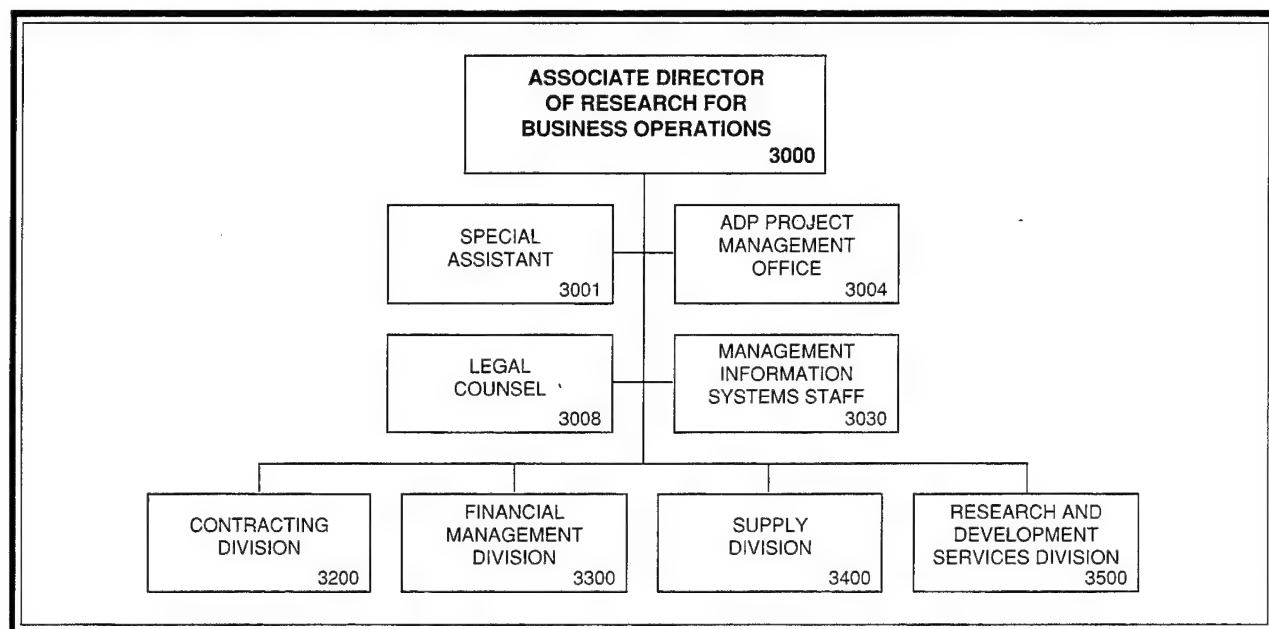 ASSOCIATE DIRECTOR
OF RESEARCH FOR
BUSINESS OPERATIONS
3000
SPECIAL
ASSISTANT
3001
ADP PROJECT
MANAGEMENT
OFFICE
3004
LEGAL
COUNSEL
3008
MANAGEMENT
INFORMATION
SYSTEMS STAFF
3030
CONTRACTING
DIVISION
3200
FINANCIAL
MANAGEMENT
DIVISION
3300
SUPPLY
DIVISION
3400
RESEARCH AND
DEVELOPMENT
SERVICES DIVISION
3500